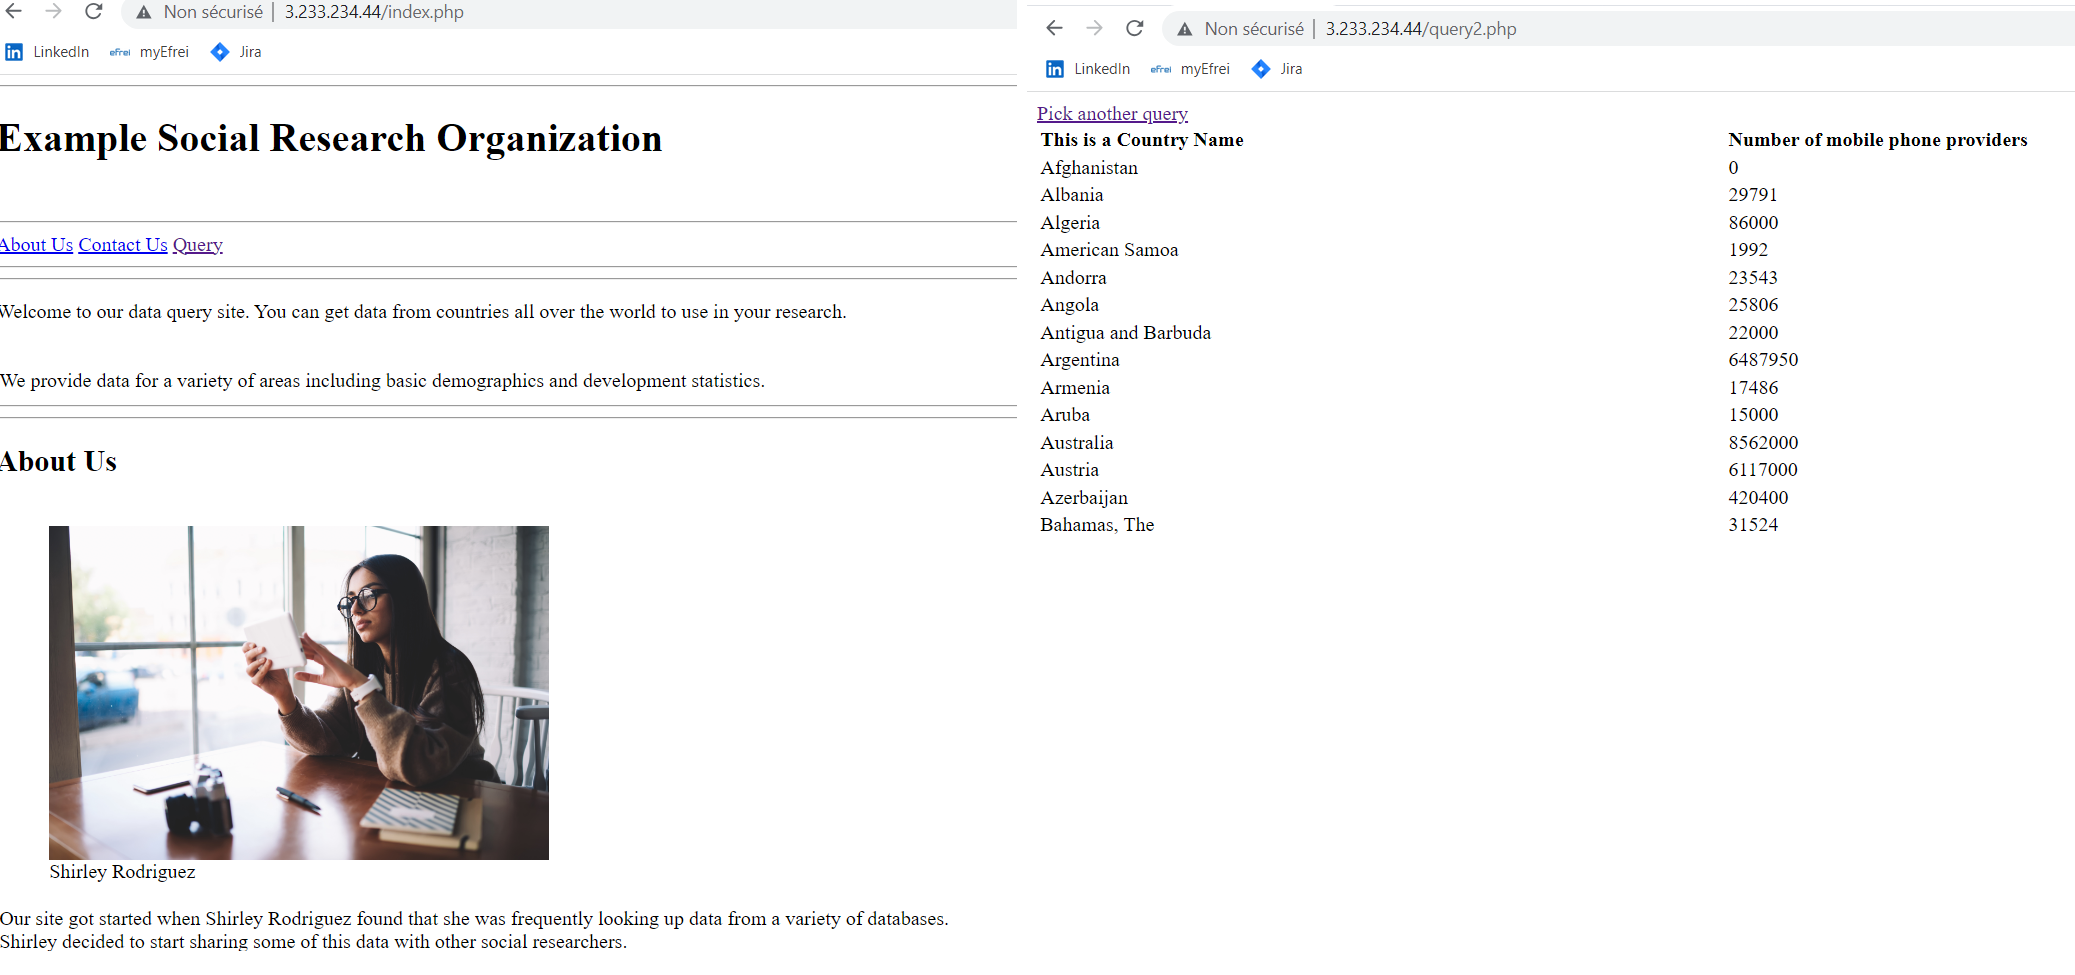 Non sécurisé | 3.233.234.44/index.php
LinkedIn efrei myEfrei Jira
Example Social Research Organization
About Us Contact Us Query
Welcome to our data query site. You can get data from countries all over the world to use in your research.
We provide data for a variety of areas including basic demographics and development statistics.
About Us
Shirley Rodriguez
Our site got started when Shirley Rodriguez found that she was frequently looking up data from a variety of databases.
Shirley decided to start sharing some of this data with other social researchers.
Non sécurisé | 3.233.234.44/query2.php
LinkedIn efrei myEfrei Jira
Pick another query
This is a Country Name Number of mobile phone providers
Afghanistan 0
Albania 29791
Algeria 86000
American Samoa 1992
Andorra 23543
Angola 25806
Antigua and Barbuda 22000
Argentina 6487950
Armenia 17486
Aruba 15000
Australia 8562000
Austria 6117000
Azerbaijan 420400
Bahamas, The 31524